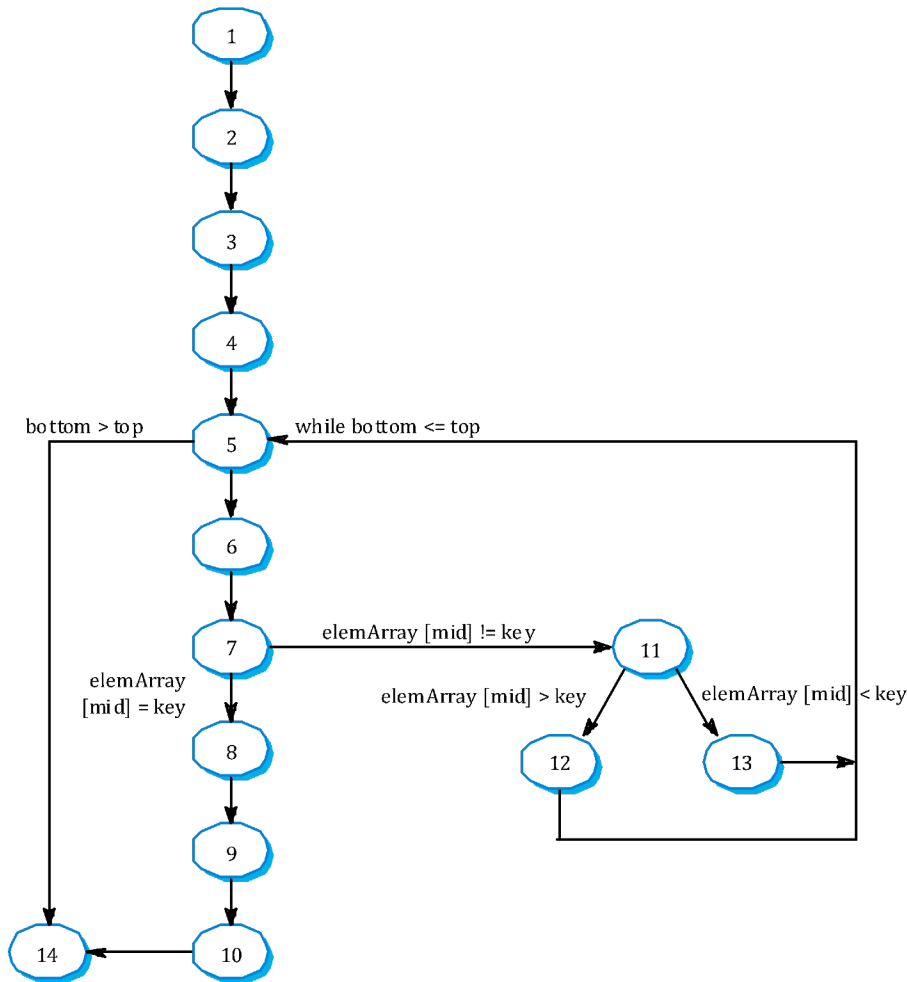 1
2
3
4
bottom > top
while bottom <= top
5
6
7
elemArray [mid] != key
11
elemArray
[mid] = key
elemArray [mid] > key
elemArray [mid] < key
8
12
13
9
14
10